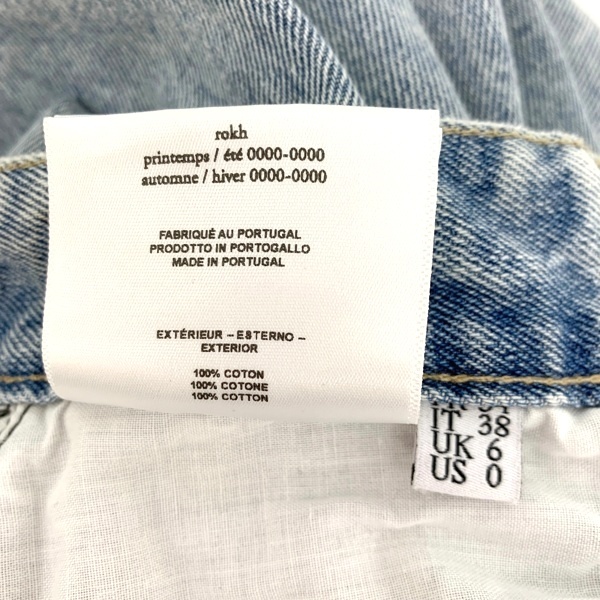 rokh
printemps / été 0000-0000
automne / hiver 0000-0000
FABRIQUÉ AU PORTUGAL
PRODOTTO IN PORTOGALLO
MADE IN PORTUGAL
EXTÉRIEUR – ESTERNO –
EXTERIOR
100% COTON
100% COTONE
100% COTTON
IT 38
UK 6
US 0